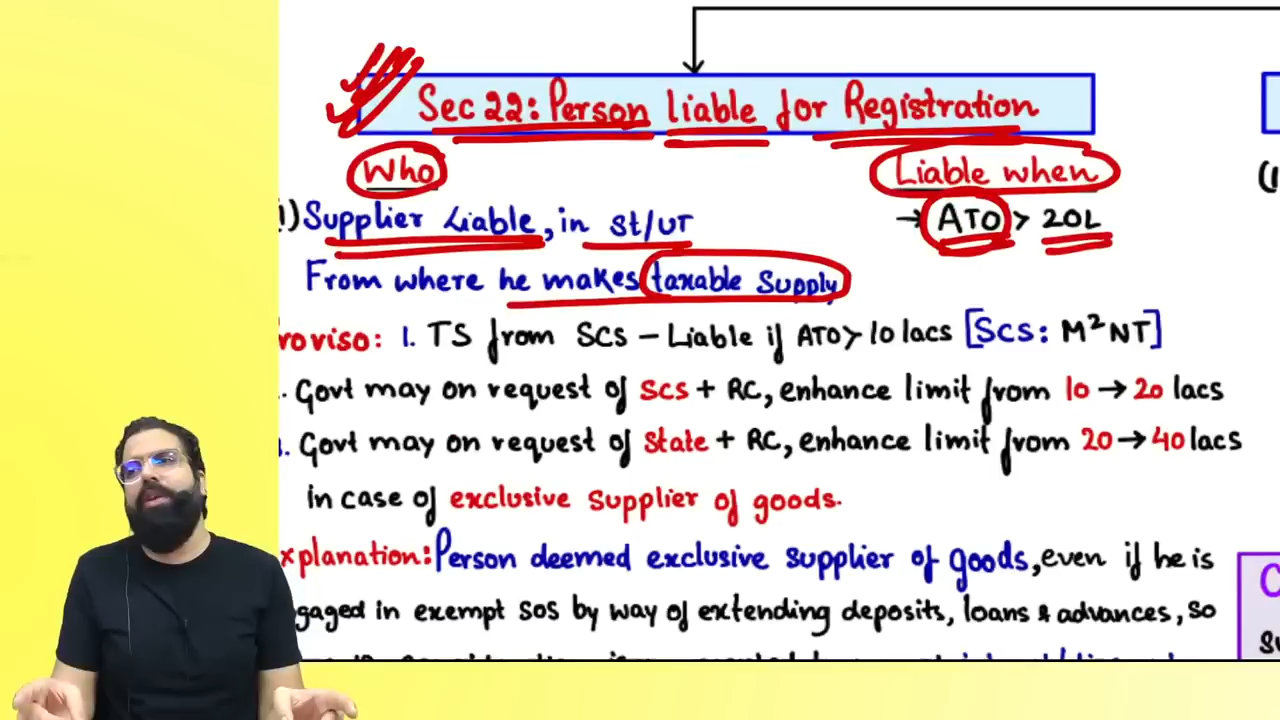 Sec 22: Person liable for Registration
Who
Liable when
) Supplier liable, in St/UT
→ ATO > 20L
From where he makes taxable supply
roviso: 1. TS from SCS – Liable if ATO > 10 lacs [SCS: M²NT]
. Govt may on request of SCS + RC, enhance limit from 10 → 20 lacs
. Govt may on request of State + RC, enhance limit from 20 → 40 lacs
in case of exclusive supplier of goods.
xplanation: Person deemed exclusive supplier of goods, even if he is
gaged in exempt SOS by way of extending deposits, loans & advances, so